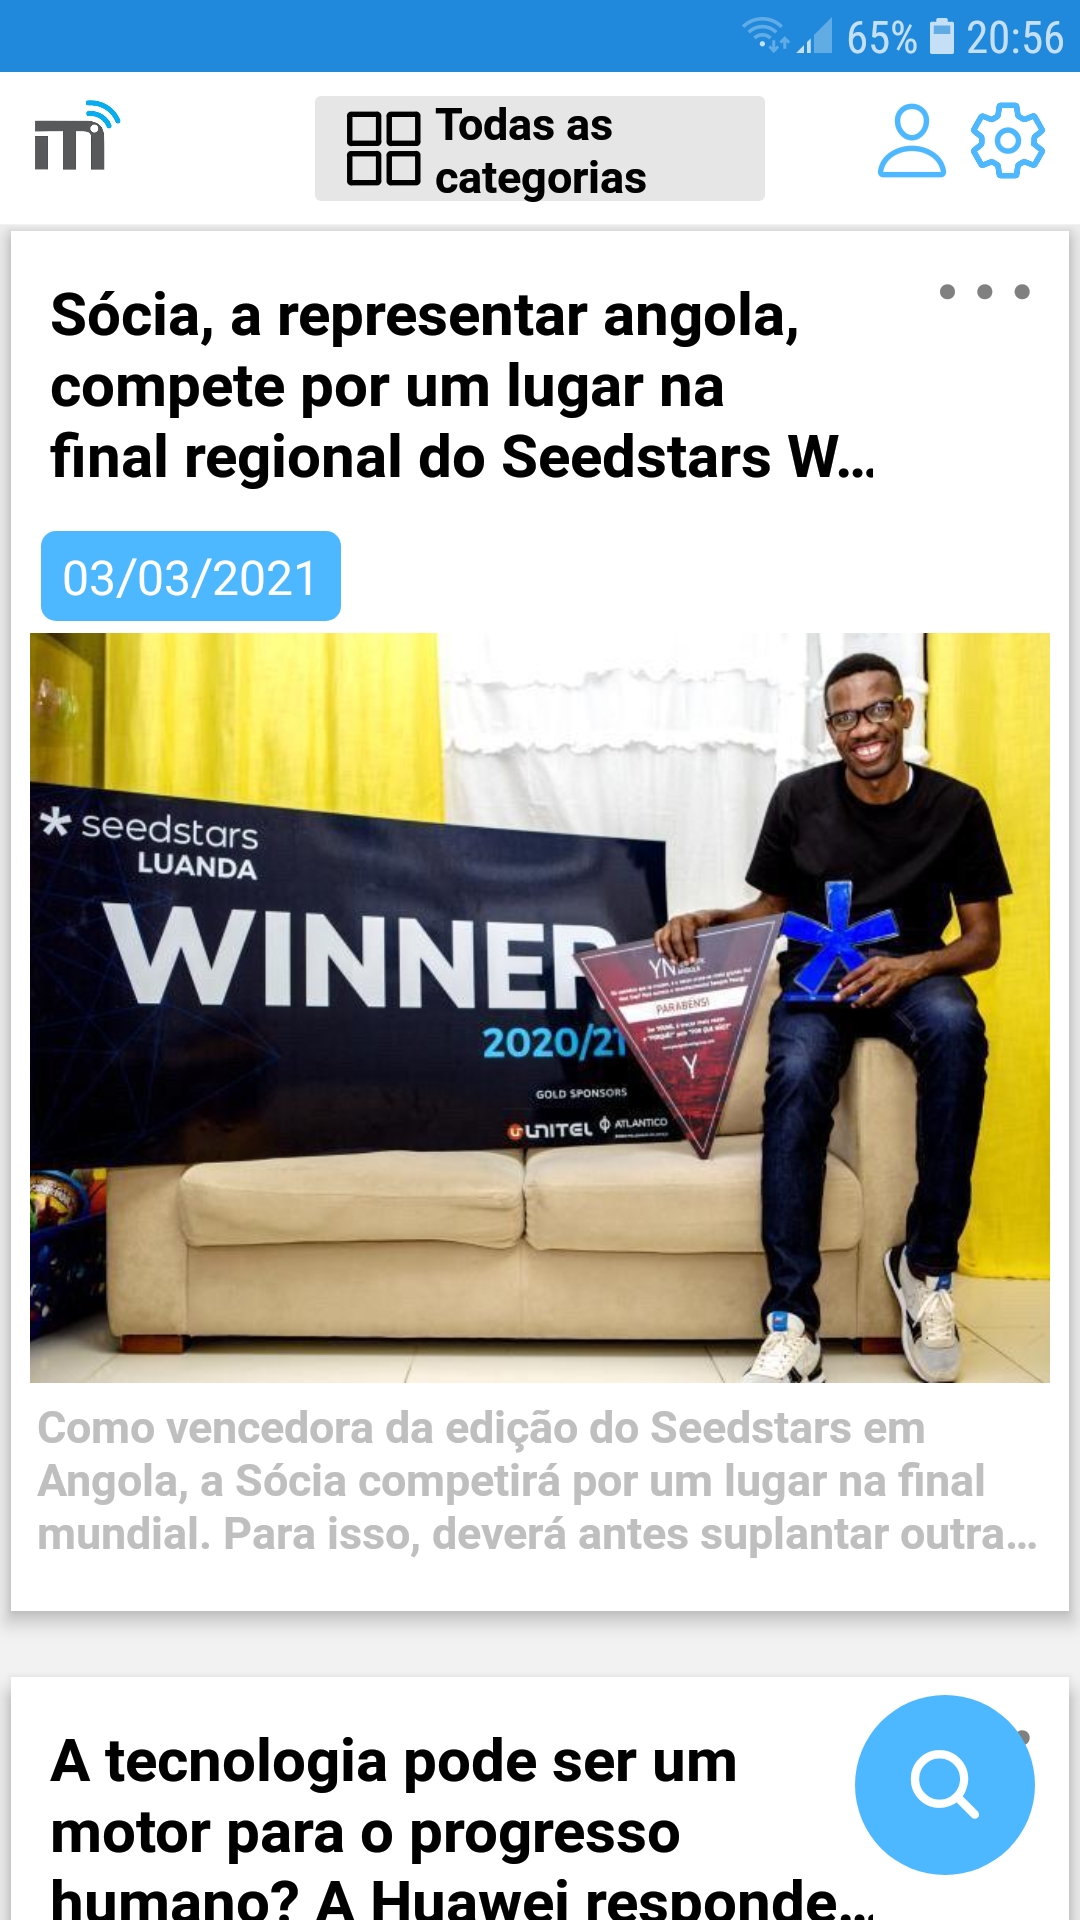 65% 20:56
Todas as
categorias
Sócia, a representar angola,
compete por um lugar na
final regional do Seedstars W...
03/03/2021
seedstars
LUANDA
WINNER
2020/21
GOLD SPONSORS
UNITEL ATLANTICO
YN
ANGOLA
PARABÉNS!
Y
Como vencedora da edição do Seedstars em
Angola, a Sócia competirá por um lugar na final
mundial. Para isso, deverá antes suplantar outra...
A tecnologia pode ser um
motor para o progresso
humano? A Huawei responde...